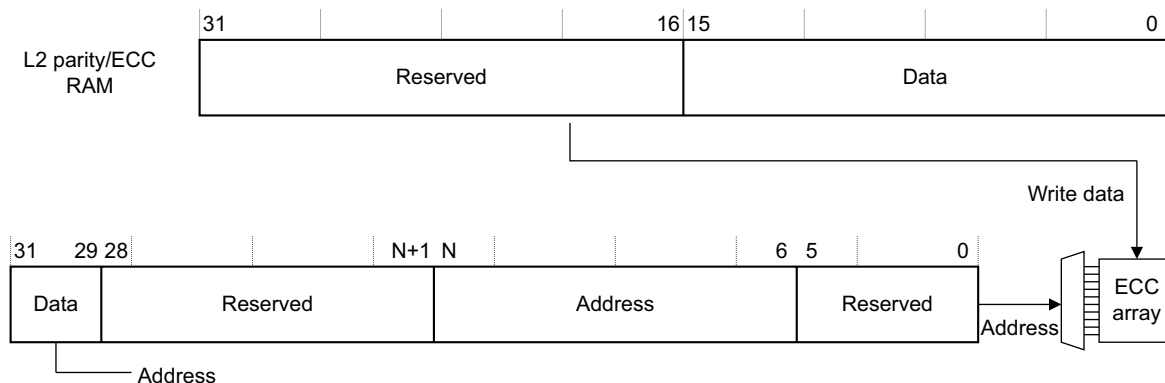 31 16 15 0
L2 parity/ECC
RAM
Reserved Data
Write data
31 29 28 N+1 N 6 5 0
Data Reserved Address Reserved
ECC
array
Address
Address